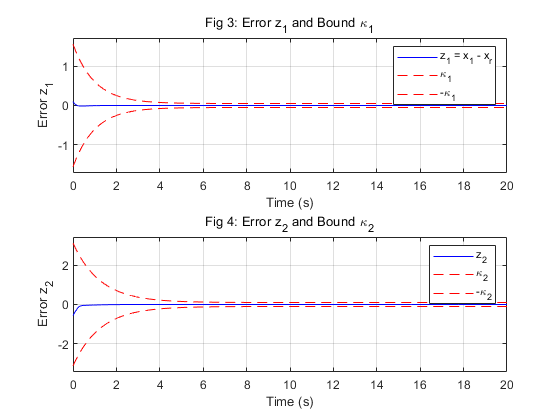 Fig 3: Error z₁ and Bound κ₁
1
0
-1
Error z₁
z₁ = x₁ - xᵣ
κ₁
-κ₁
0 2 4 6 8 10 12 14 16 18 20
Time (s)
Fig 4: Error z₂ and Bound κ₂
2
0
-2
Error z₂
z₂
κ₂
-κ₂
0 2 4 6 8 10 12 14 16 18 20
Time (s)